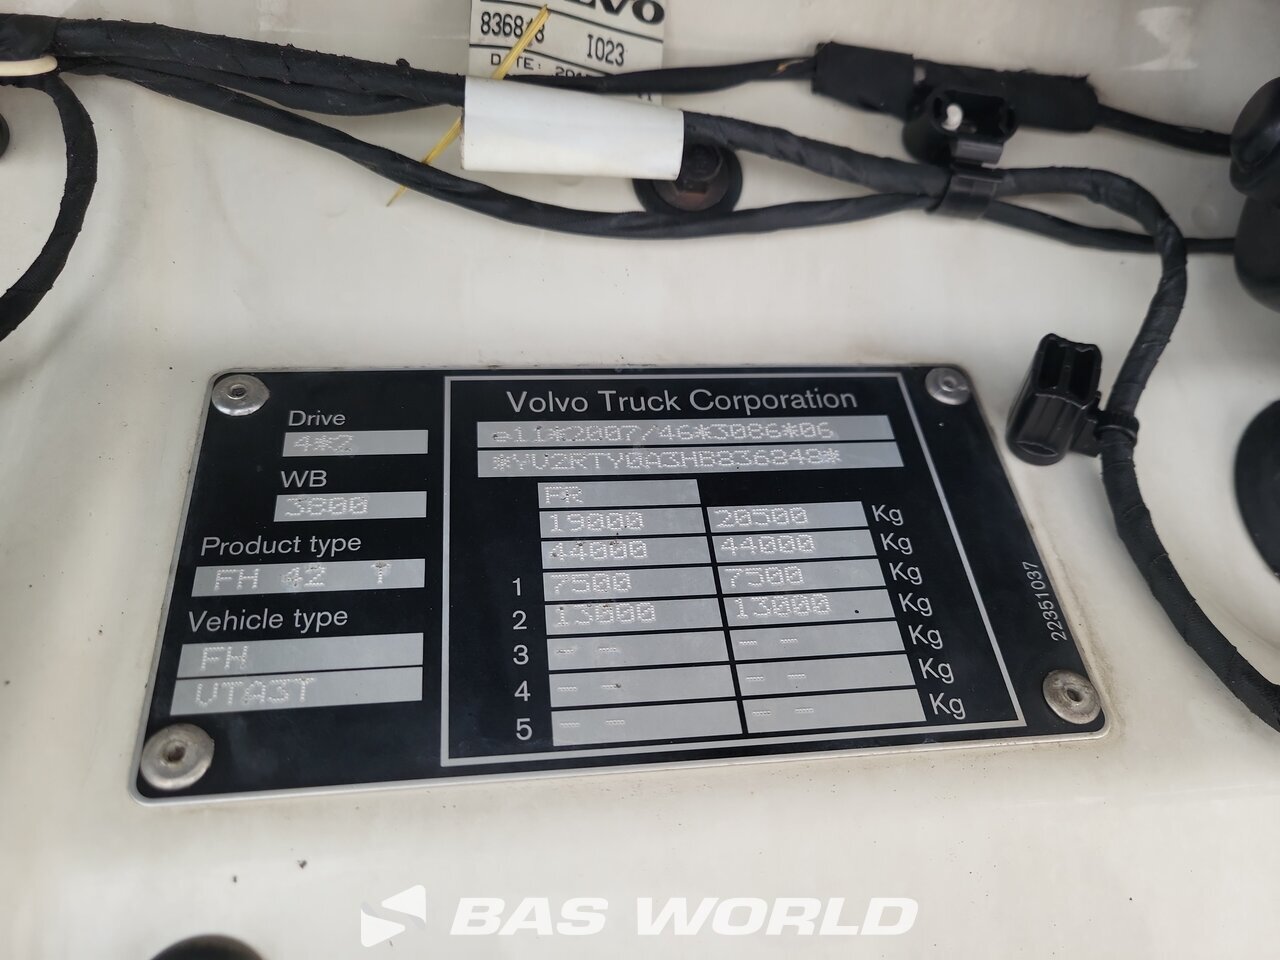 VOLVO
836848 I023
DATE:
Volvo Truck Corporation
e11*2007/46*3086*06
*YV2RTY0A3HB836848*
Drive
4*2
WB
3800
Product type
FH 42 T
Vehicle type
FH
VTA3T
FR
19000 20500 Kg
44000 44000 Kg
1 7500 7500 Kg
2 13000 13000 Kg
3 -- -- -- -- Kg
4 -- -- -- -- Kg
5 -- -- -- -- Kg
22351037
BAS WORLD